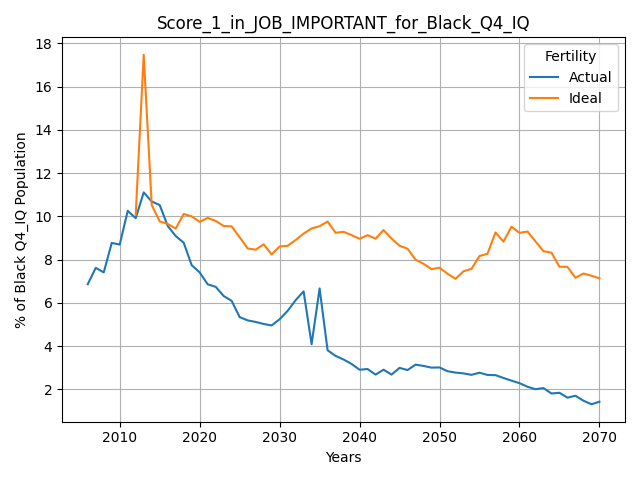 Score_1_in_JOB_IMPORTANT_for_Black_Q4_IQ
Fertility
Actual
Ideal
% of Black Q4_IQ Population
18
16
14
12
10
8
6
4
2
2010 2020 2030 2040 2050 2060 2070
Years